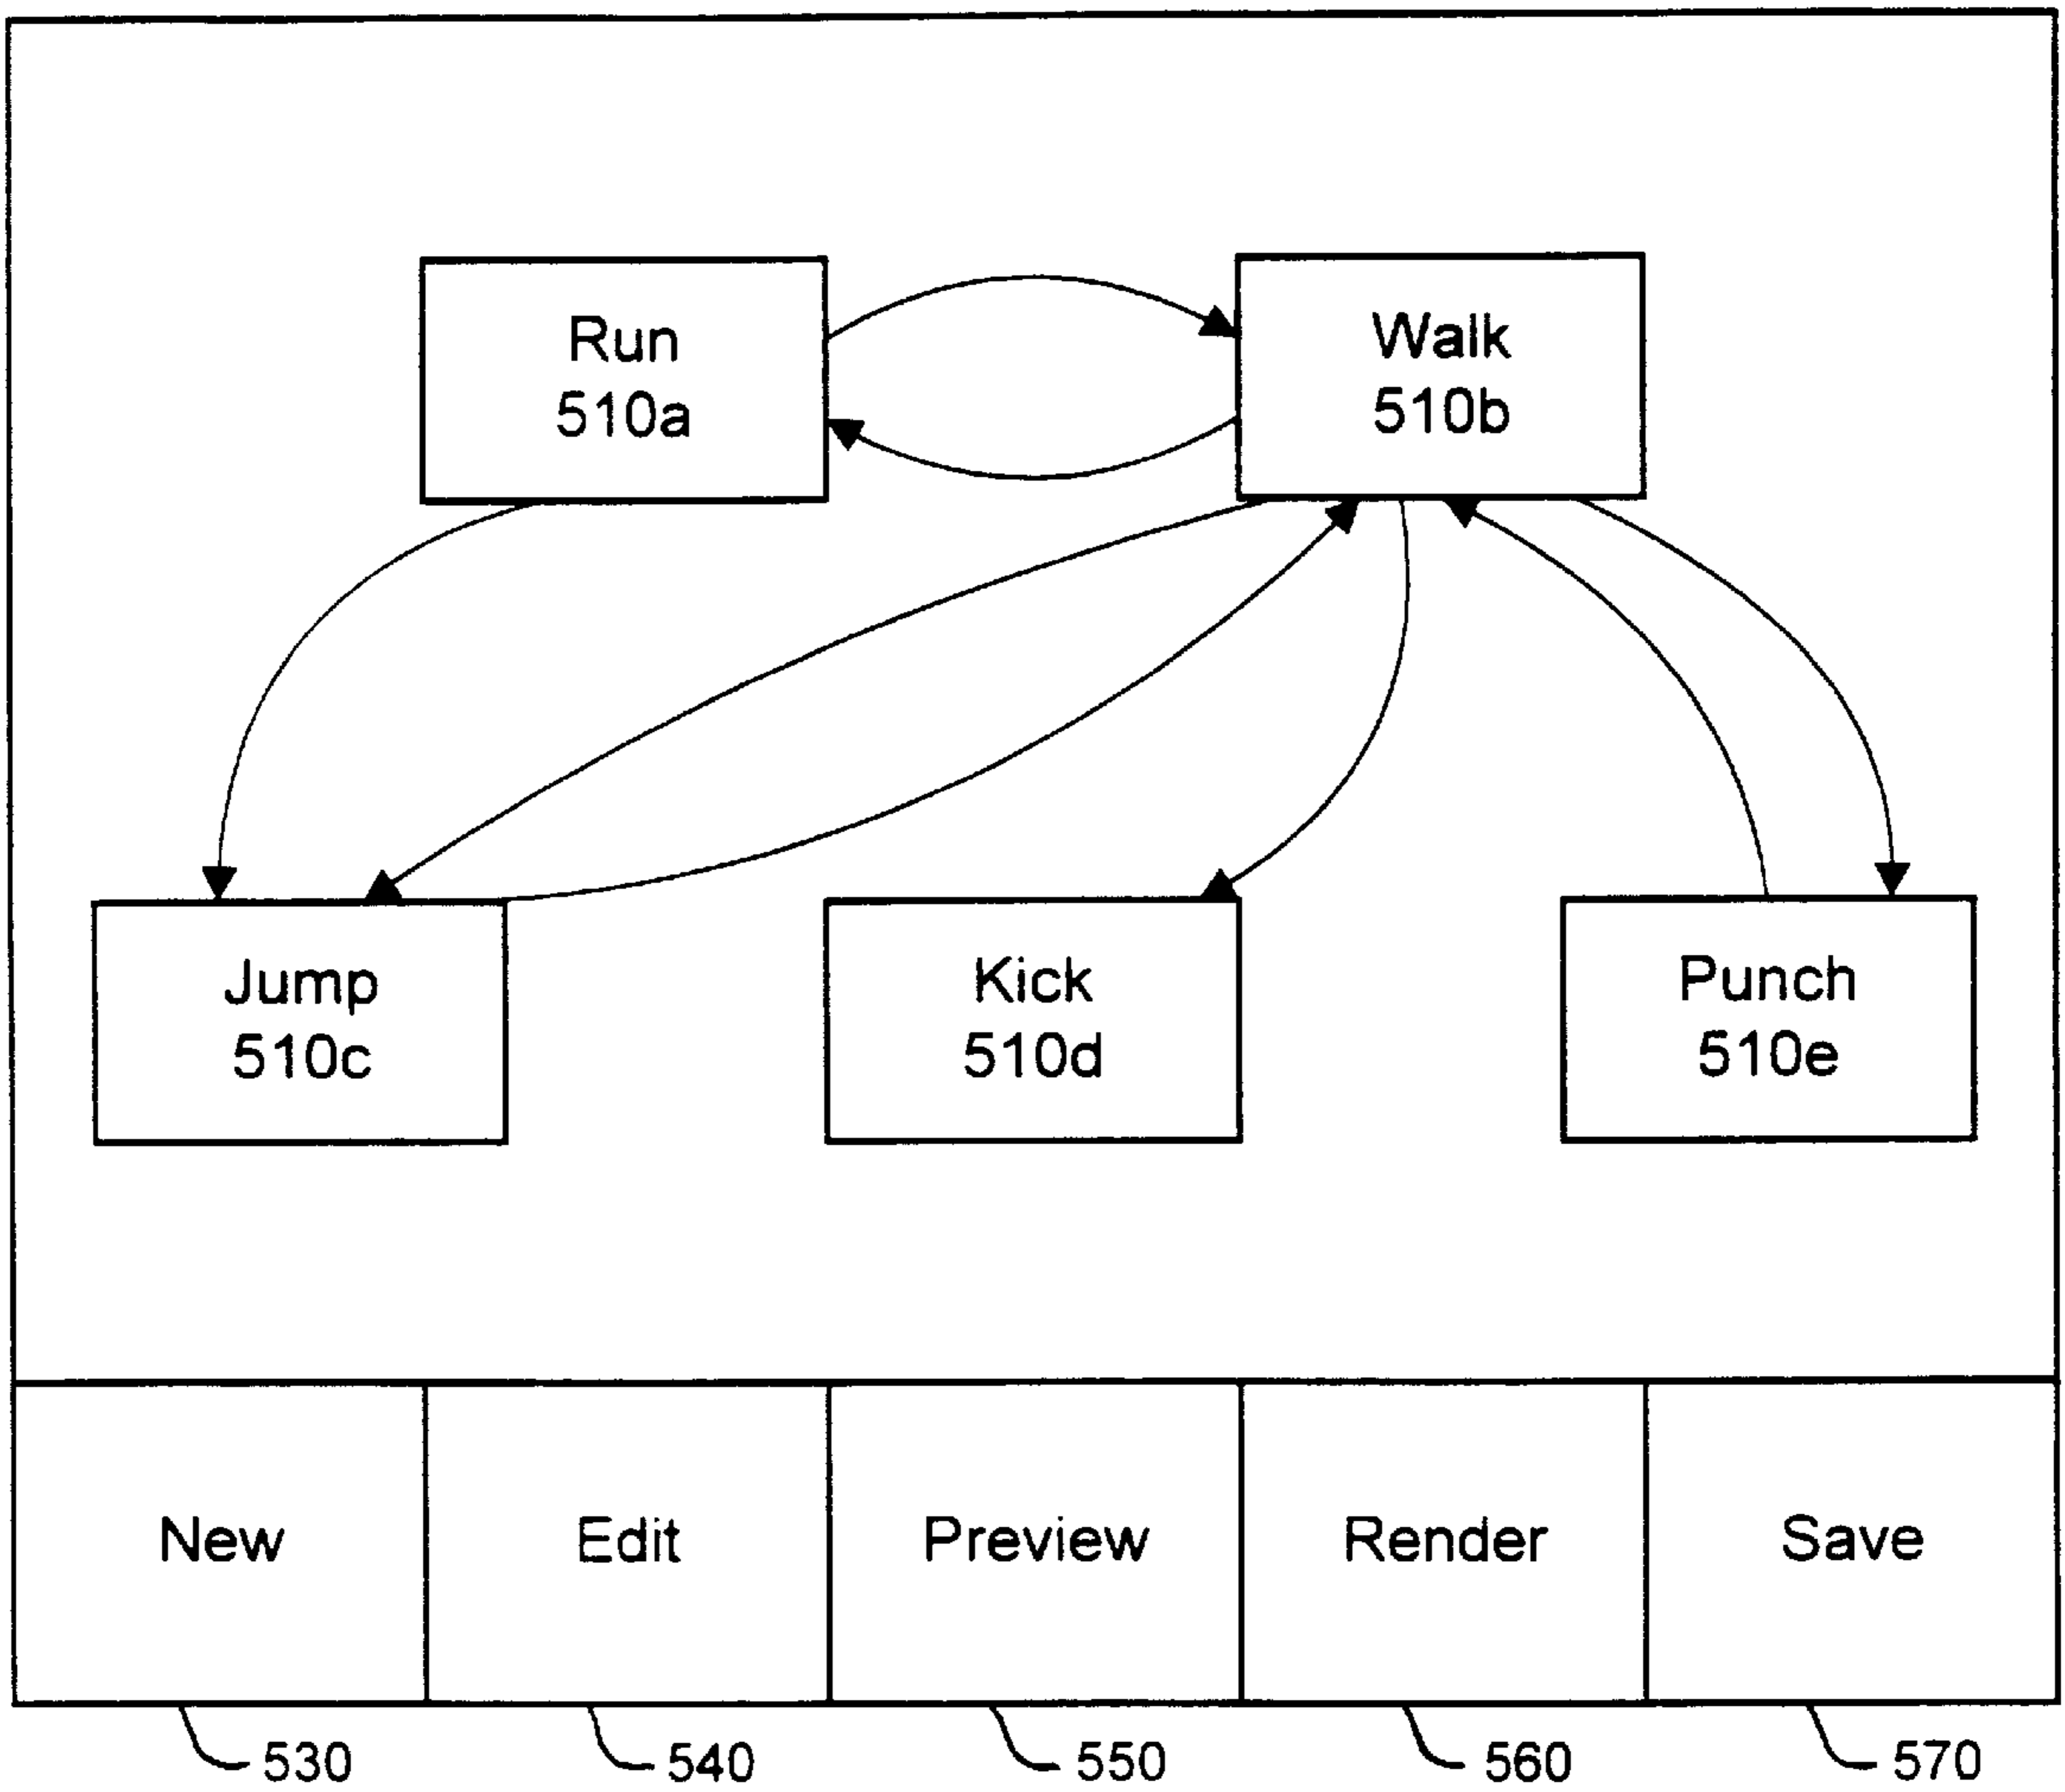 Run
510a
Walk
510b
Jump
510c
Kick
510d
Punch
510e
New
Edit
Preview
Render
Save
530
540
550
560
570